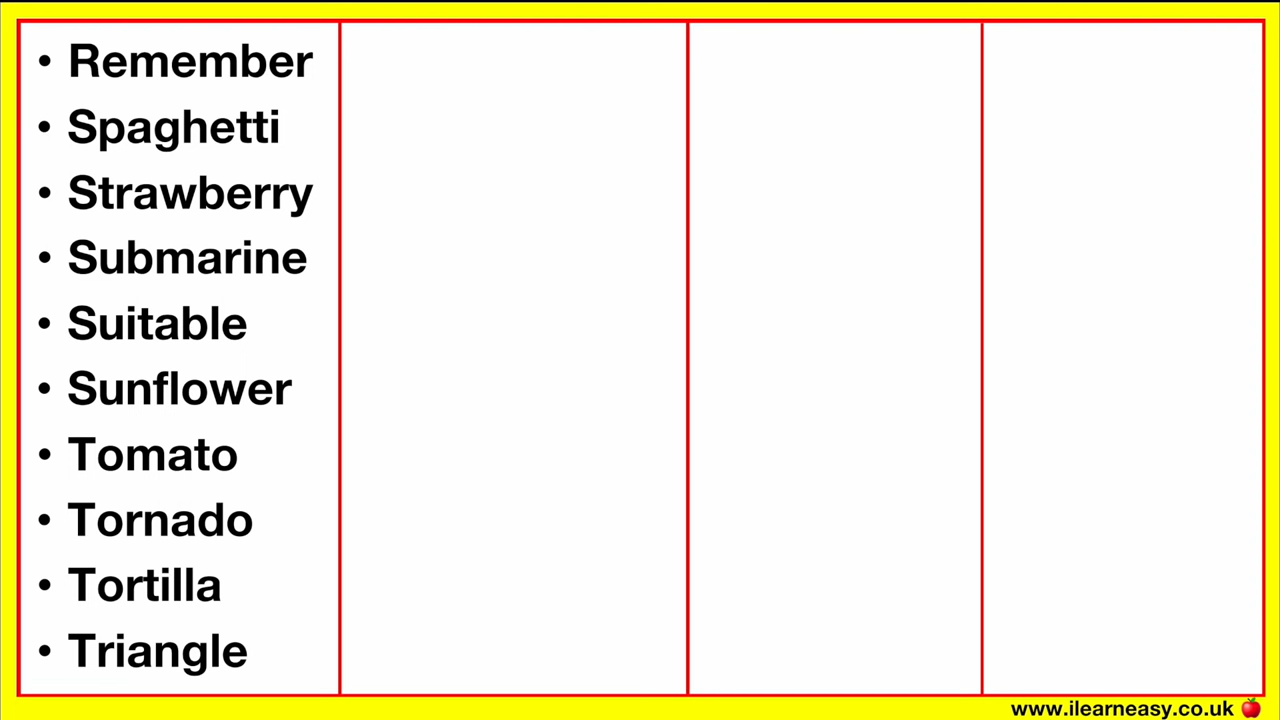 • Remember
• Spaghetti
• Strawberry
• Submarine
• Suitable
• Sunflower
• Tomato
• Tornado
• Tortilla
• Triangle
www.ilearneasy.co.uk